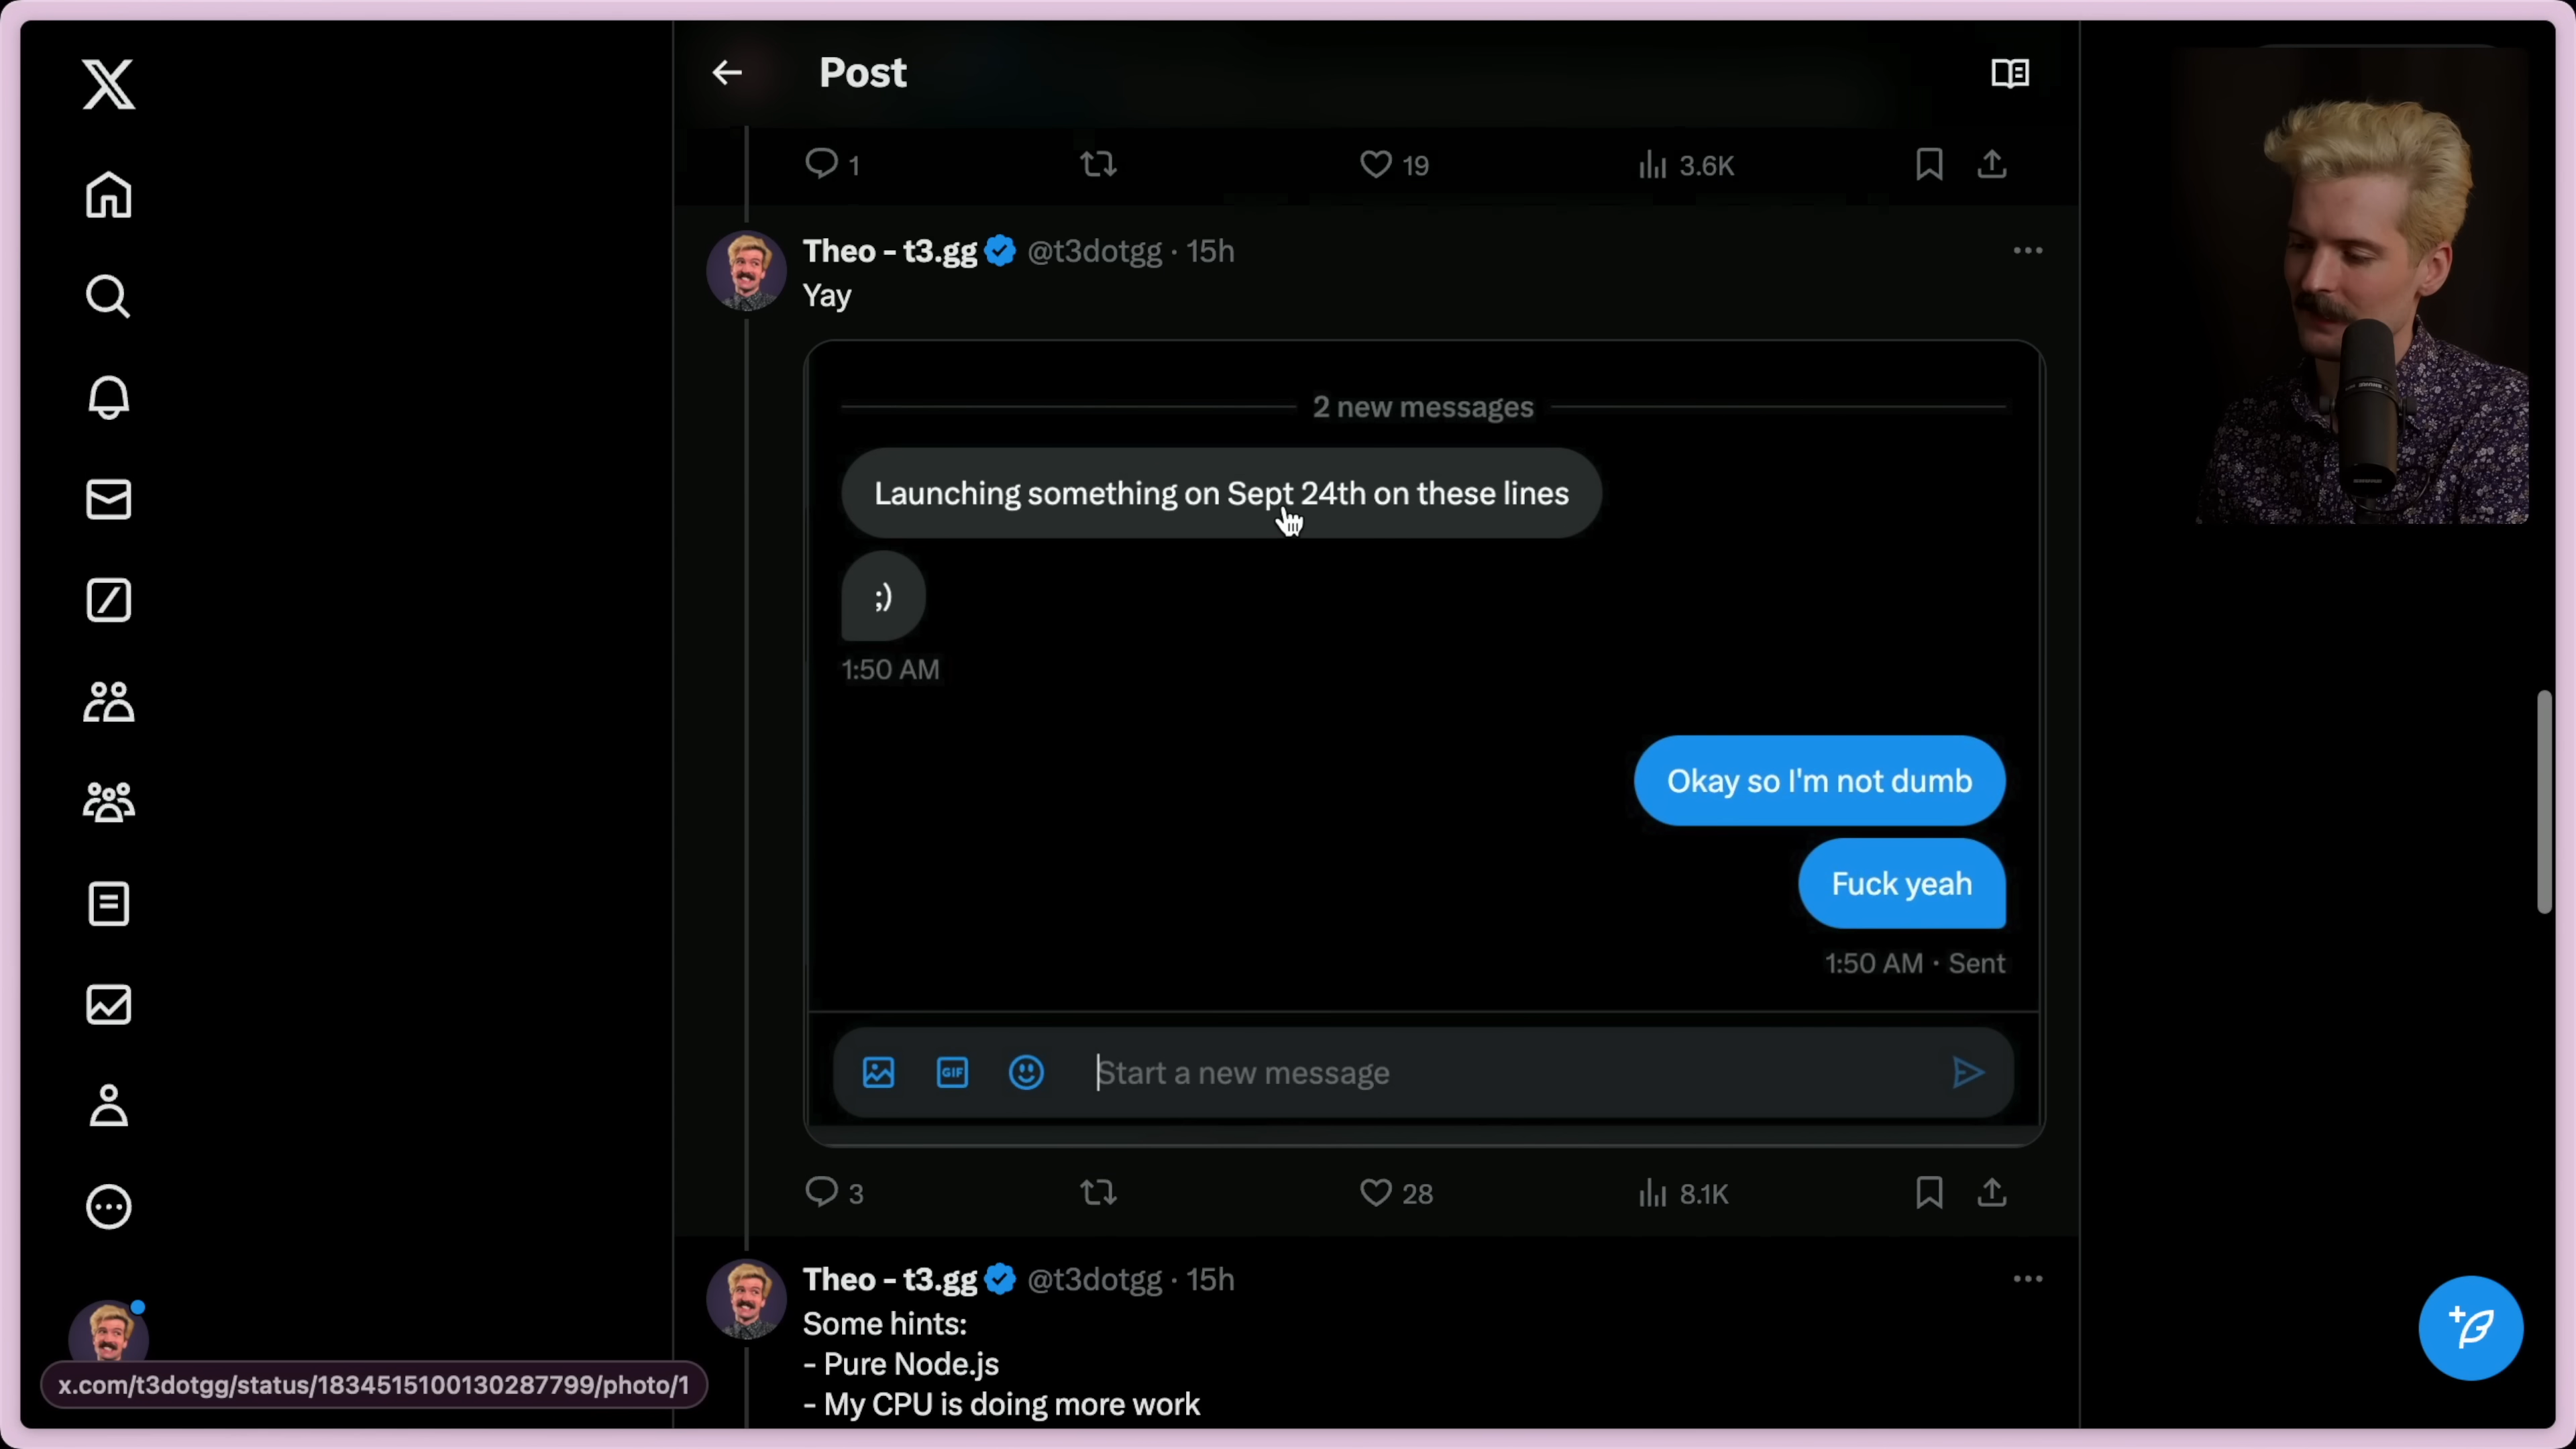 Post
1 19 3.6K
Theo - t3.gg @t3dotgg · 15h
Yay
2 new messages
Launching something on Sept 24th on these lines
;)
1:50 AM
Okay so I'm not dumb
Fuck yeah
1:50 AM · Sent
GIF Start a new message
3 28 8.1K
Theo - t3.gg @t3dotgg · 15h
Some hints:
- Pure Node.js
- My CPU is doing more work
x.com/t3dotgg/status/1834515100130287799/photo/1